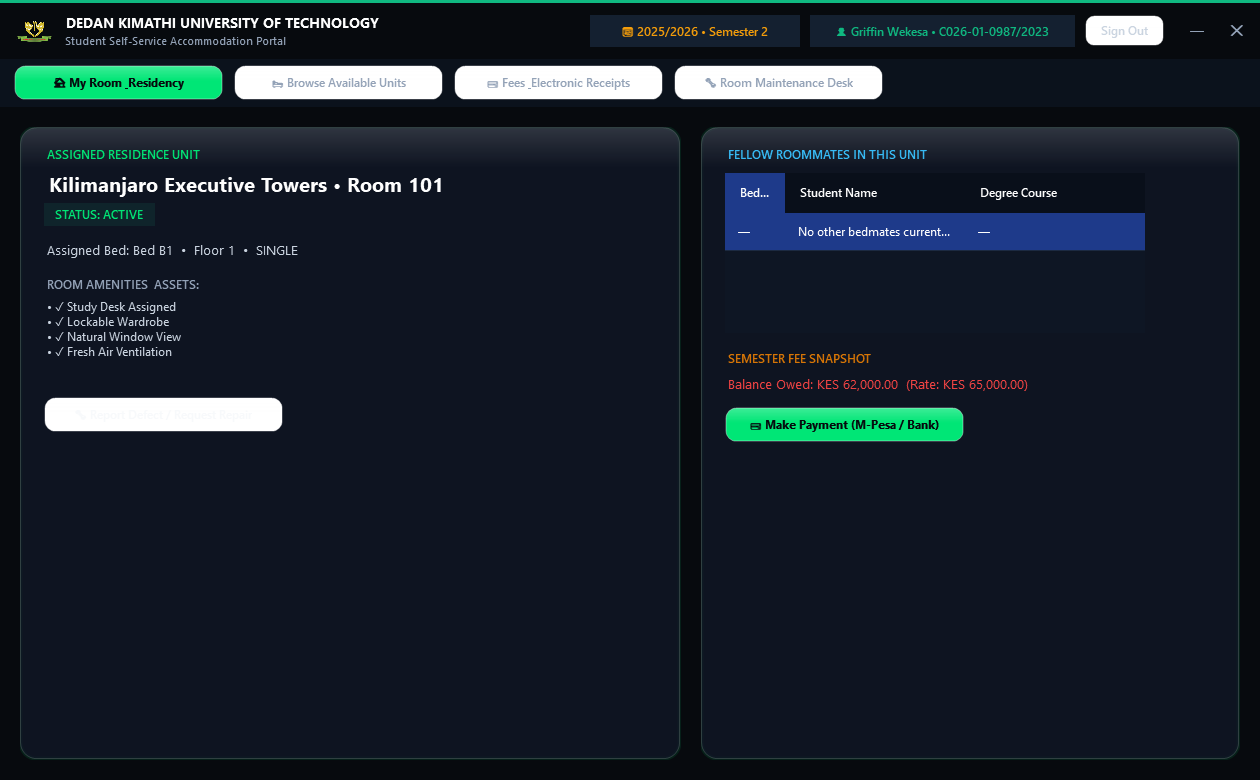 DEDAN KIMATHI UNIVERSITY OF TECHNOLOGY
Student Self-Service Accommodation Portal
2025/2026 • Semester 2
Griffin Wekesa • C026-01-0987/2023
Sign Out
My Room _Residency
Browse Available Units
Fees _Electronic Receipts
Room Maintenance Desk
ASSIGNED RESIDENCE UNIT
Kilimanjaro Executive Towers • Room 101
STATUS: ACTIVE
Assigned Bed: Bed B1 • Floor 1 • SINGLE
ROOM AMENITIES ASSETS:
• ✓ Study Desk Assigned
• ✓ Lockable Wardrobe
• ✓ Natural Window View
• ✓ Fresh Air Ventilation
Report Defect / Request Repair
FELLOW ROOMMATES IN THIS UNIT
Bed... Student Name Degree Course
— No other bedmates current... —
SEMESTER FEE SNAPSHOT
Balance Owed: KES 62,000.00 (Rate: KES 65,000.00)
Make Payment (M-Pesa / Bank)